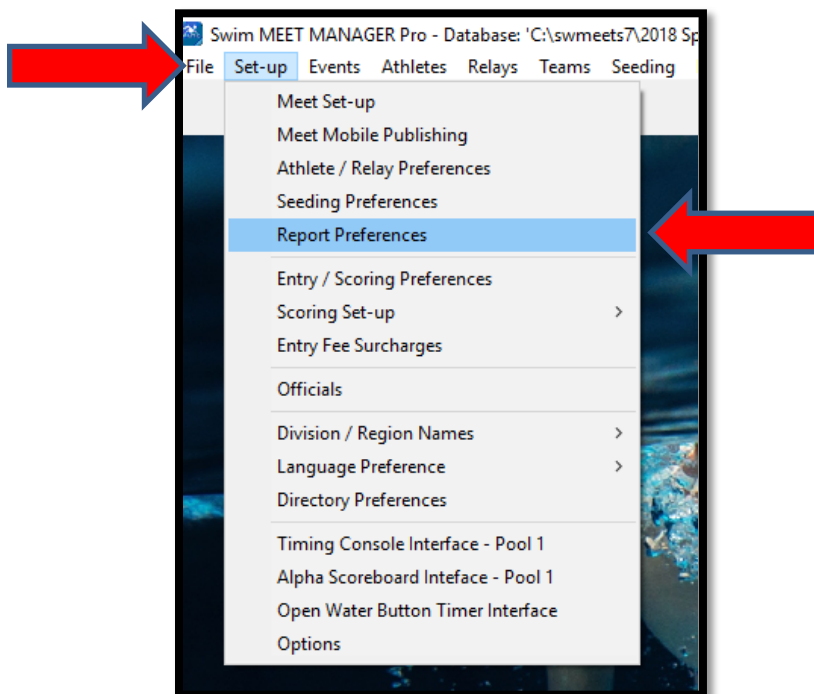 Swim MEET MANAGER Pro - Database: 'C:\swmeets7\2018 Sp
File Set-up Events Athletes Relays Teams Seeding
Meet Set-up
Meet Mobile Publishing
Athlete / Relay Preferences
Seeding Preferences
Report Preferences
Entry / Scoring Preferences
Scoring Set-up >
Entry Fee Surcharges
Officials
Division / Region Names >
Language Preference >
Directory Preferences
Timing Console Interface - Pool 1
Alpha Scoreboard Inteface - Pool 1
Open Water Button Timer Interface
Options